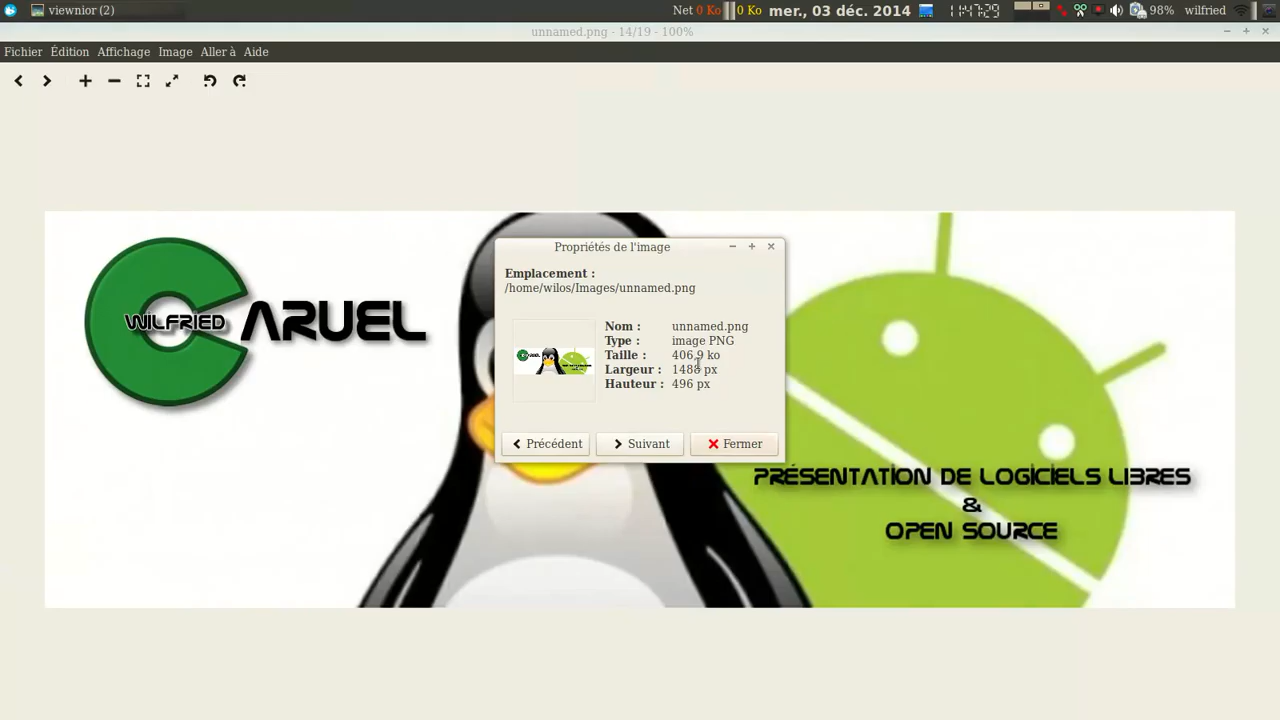 viewnior (2)
Net 0 Ko 0 Ko mer., 03 déc. 2014 11:47:29 98% wilfried
unnamed.png - 14/19 - 100%
Fichier Édition Affichage Image Aller à Aide
Propriétés de l'image
Emplacement :
/home/wilos/Images/unnamed.png
Nom : unnamed.png
Type : image PNG
Taille : 406,9 ko
Largeur : 1488 px
Hauteur : 496 px
Précédent Suivant Fermer
WILFRIED CARUEL
PRÉSENTATION DE LOGICIELS LIBRES
&
OPEN SOURCE